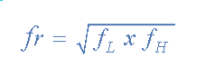 fr = √(f_L x f_H)